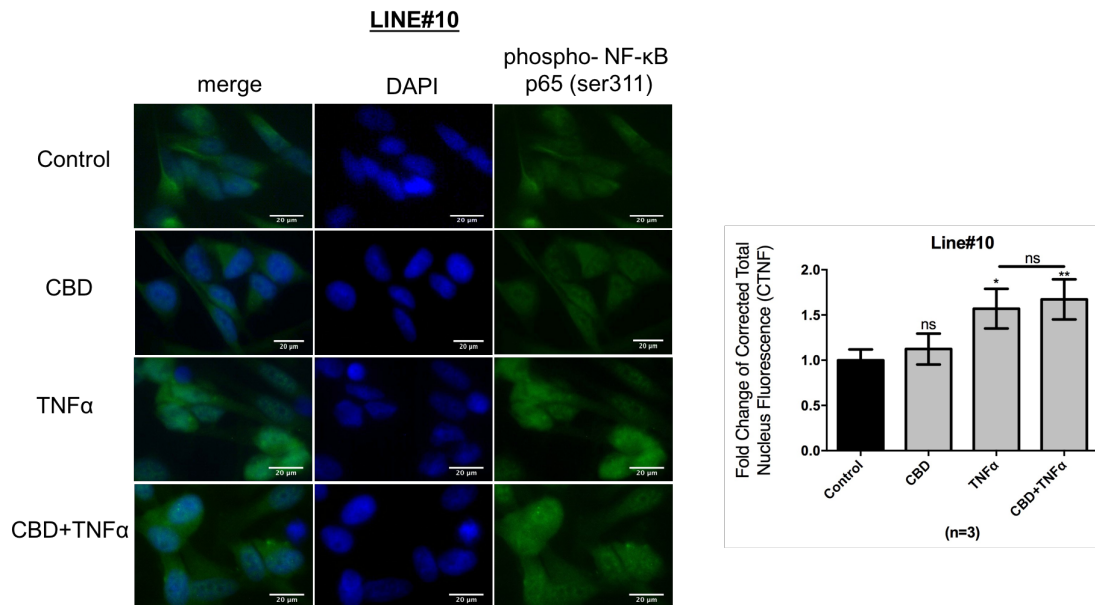 LINE#10
merge
DAPI
phospho- NF-κB
p65 (ser311)
Control
20 µm
20 µm
20 µm
CBD
20 µm
20 µm
20 µm
TNFα
20 µm
20 µm
20 µm
CBD+TNFα
20 µm
20 µm
20 µm
Line#10
Fold Change of Corrected Total
Nucleus Fluorescence (CTNF)
2.0
1.5
1.0
0.5
0.0
ns
ns
*
**
Control
CBD
TNFα
CBD+TNFα
(n=3)